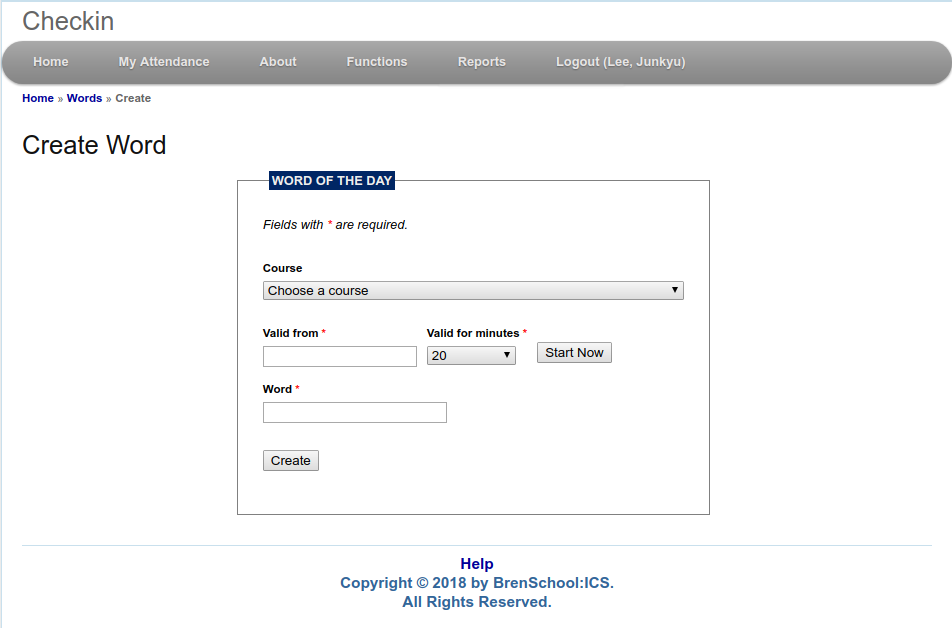 Checkin
Home My Attendance About Functions Reports Logout (Lee, Junkyu)
Home » Words » Create
Create Word
WORD OF THE DAY
Fields with * are required.
Course
Choose a course
Valid from * Valid for minutes *
20 Start Now
Word *
Create
Help
Copyright © 2018 by BrenSchool:ICS.
All Rights Reserved.